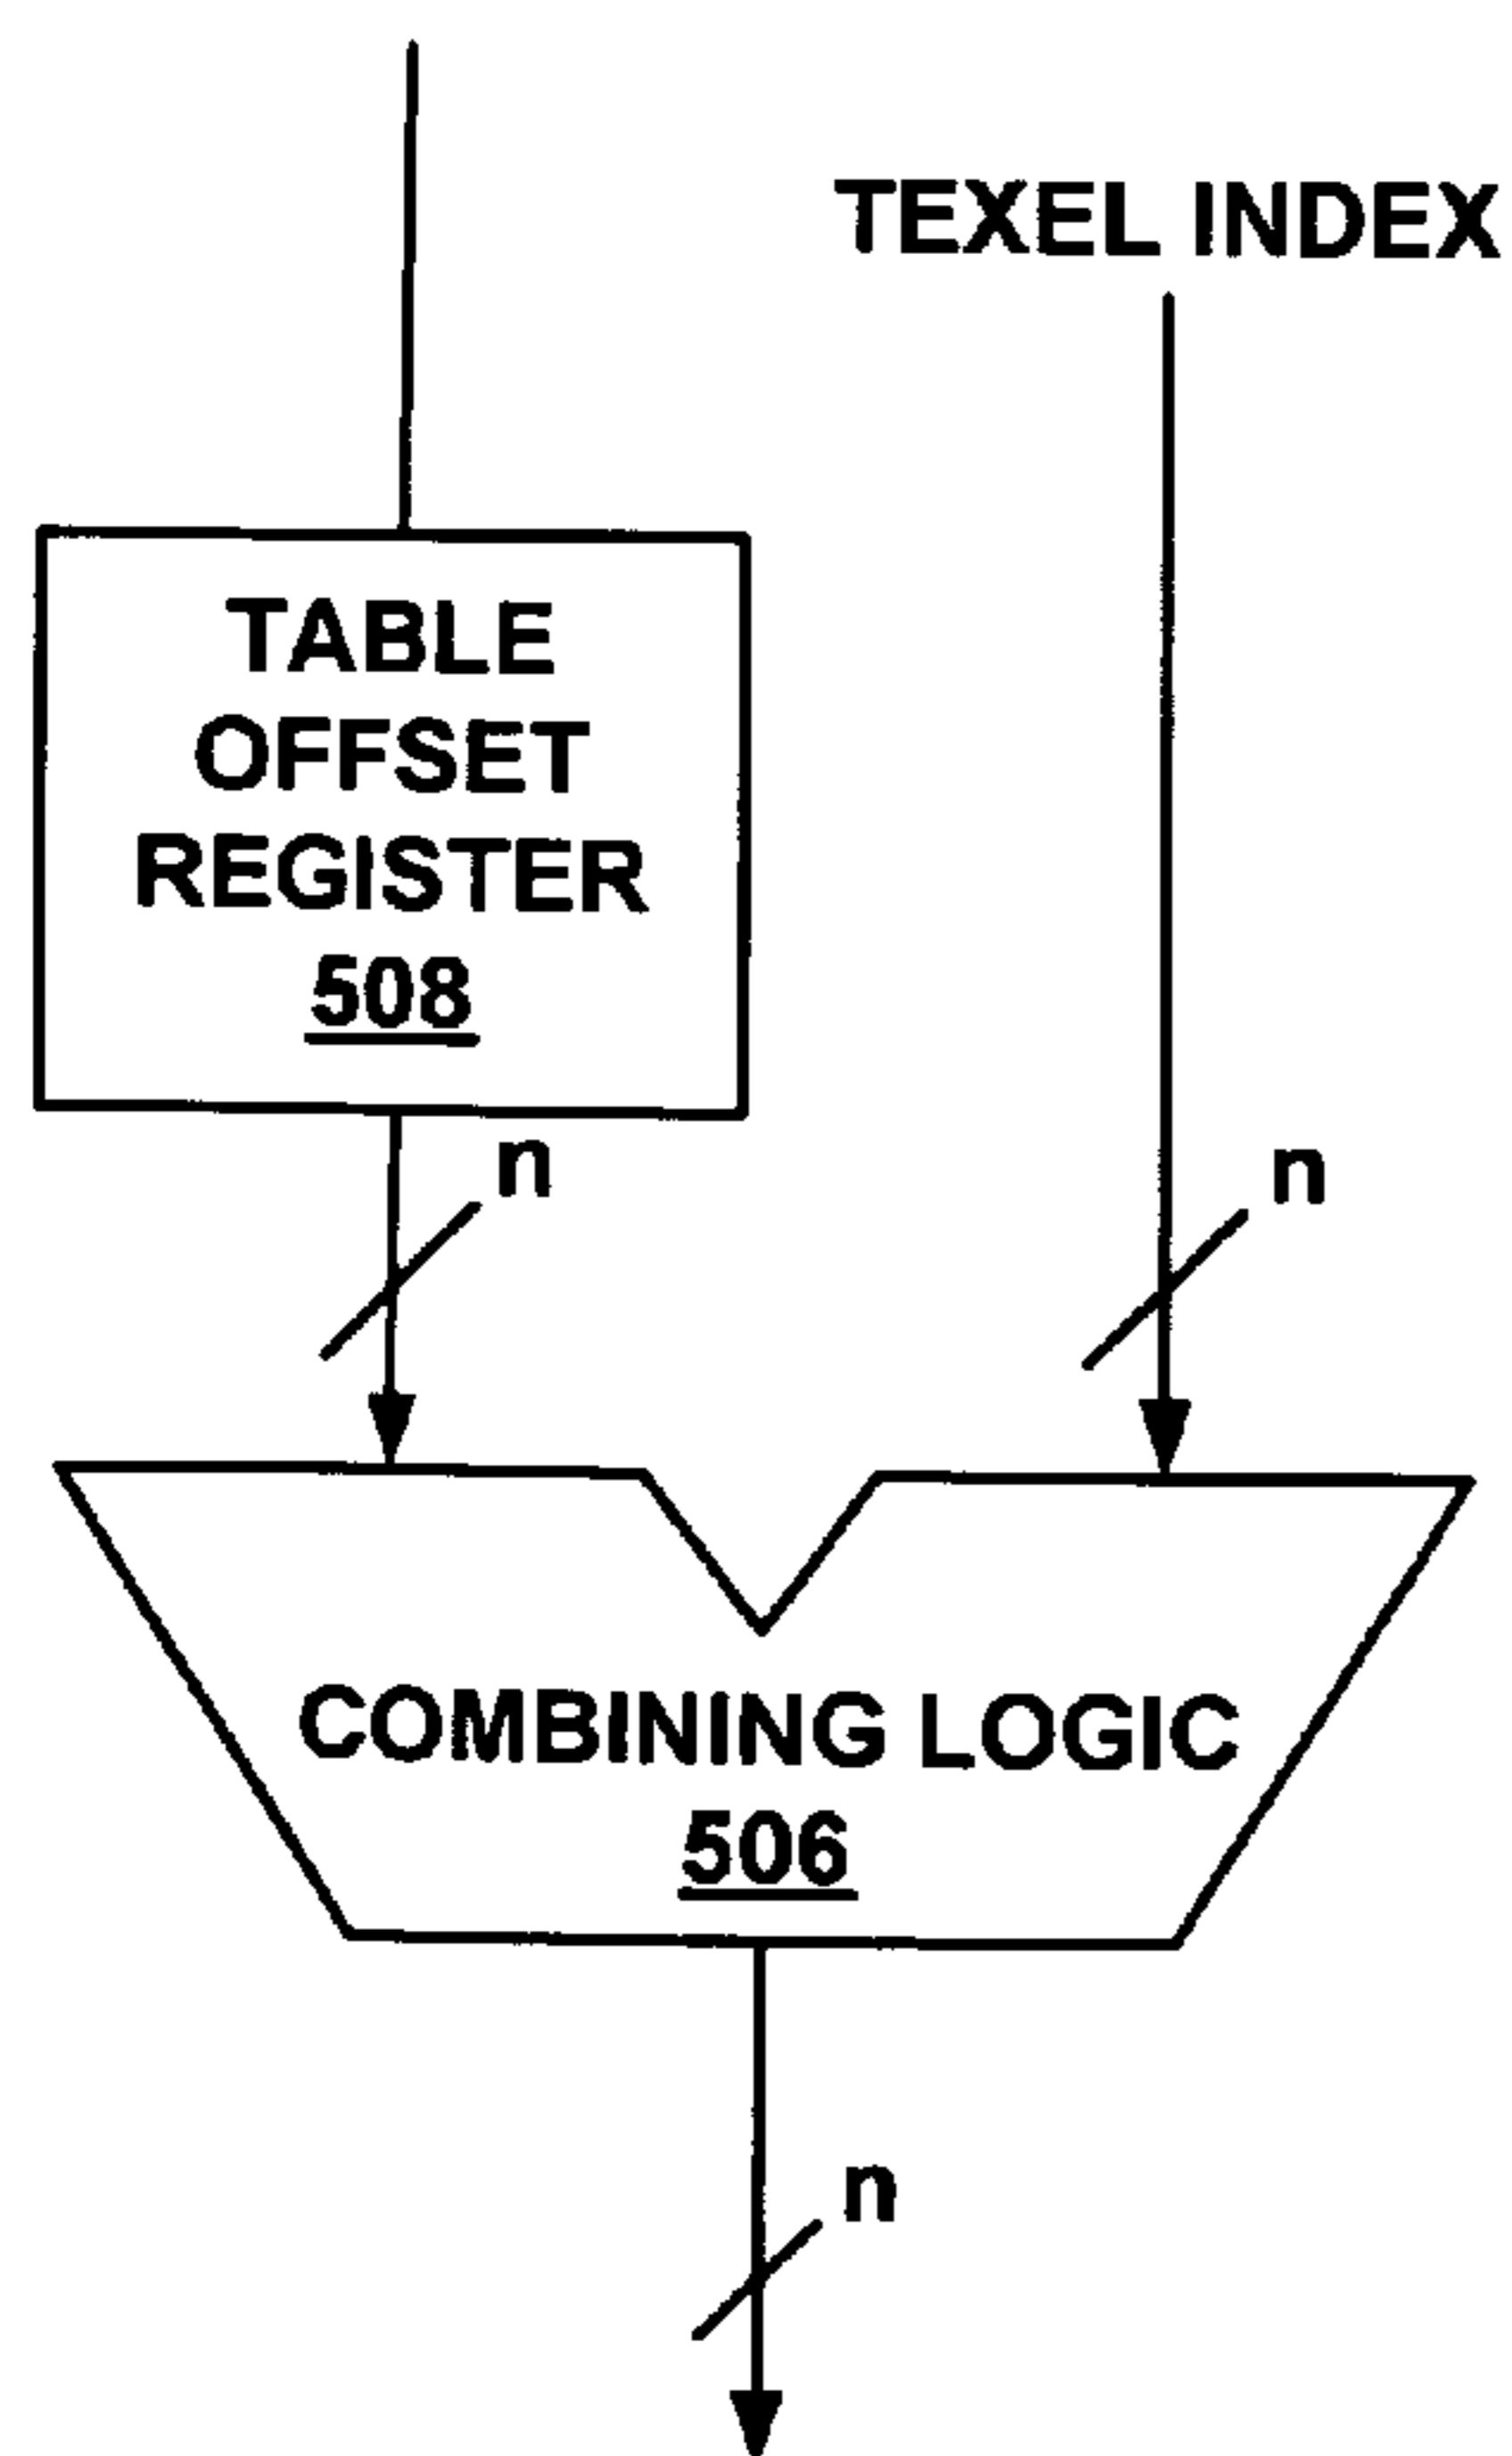 TEXEL INDEX
TABLE
OFFSET
REGISTER
508
n
n
COMBINING LOGIC
506
n